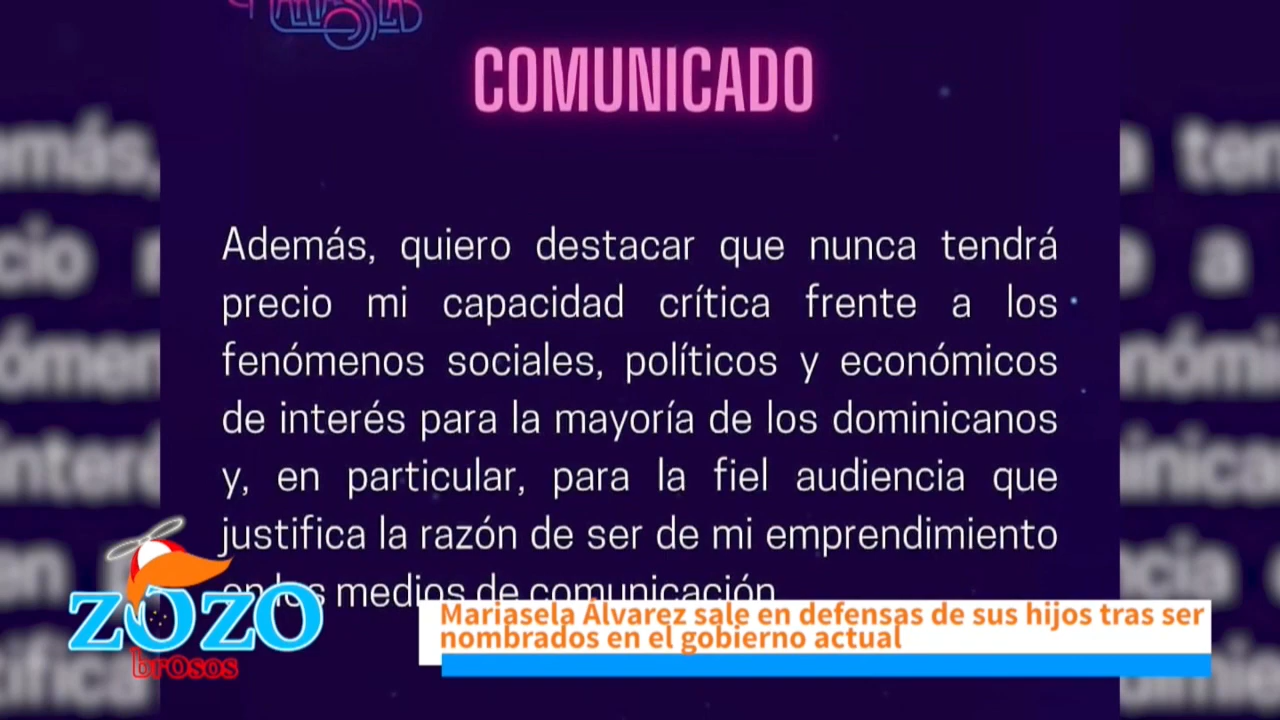 COMUNICADO
Además, quiero destacar que nunca tendrá
precio mi capacidad crítica frente a los
fenómenos sociales, políticos y económicos
de interés para la mayoría de los dominicanos
y, en particular, para la fiel audiencia que
justifica la razón de ser de mi emprendimiento
en los medios de comunicación
ZOZO
brOsos
Mariasela Álvarez sale en defensas de sus hijos tras ser
nombrados en el gobierno actual